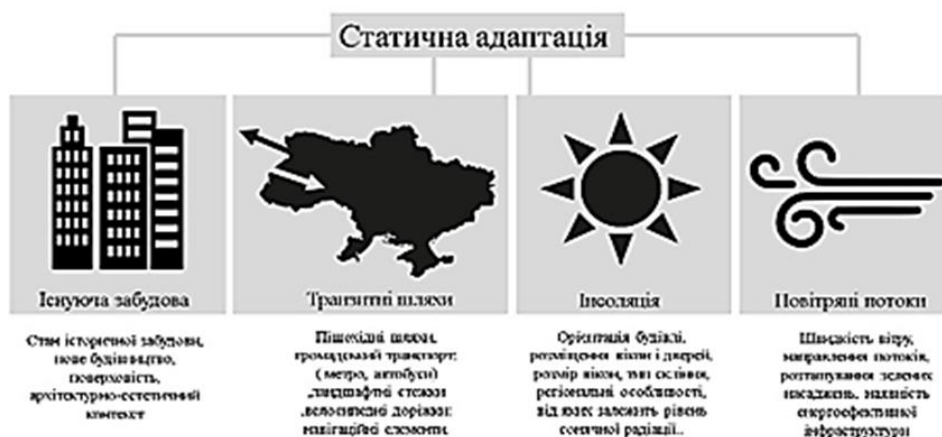 Статична адаптація
Існуюча забудова
Транзитні шляхи
Інсоляція
Повітряні потоки
Стан історичної забудови,
нове будівництво,
поверховість,
архітектурно-естетичний
контекст
Пішохідні шляхи,
громадський транспорт
( метро, автобуси)
,ландшафтні стежки
,велосипедні доріжки
навігаційні елементи
Орієнтація будівлі,
розміщення вікон і дверей,
розмір вікон, тип скління,
регіональні особливості,
від яких залежить рівень
сонячної радіації..
Швидкість вітру,
направлення потоків,
розташування зелених
насаджень, наявність
енергоефективної
інфраструктури